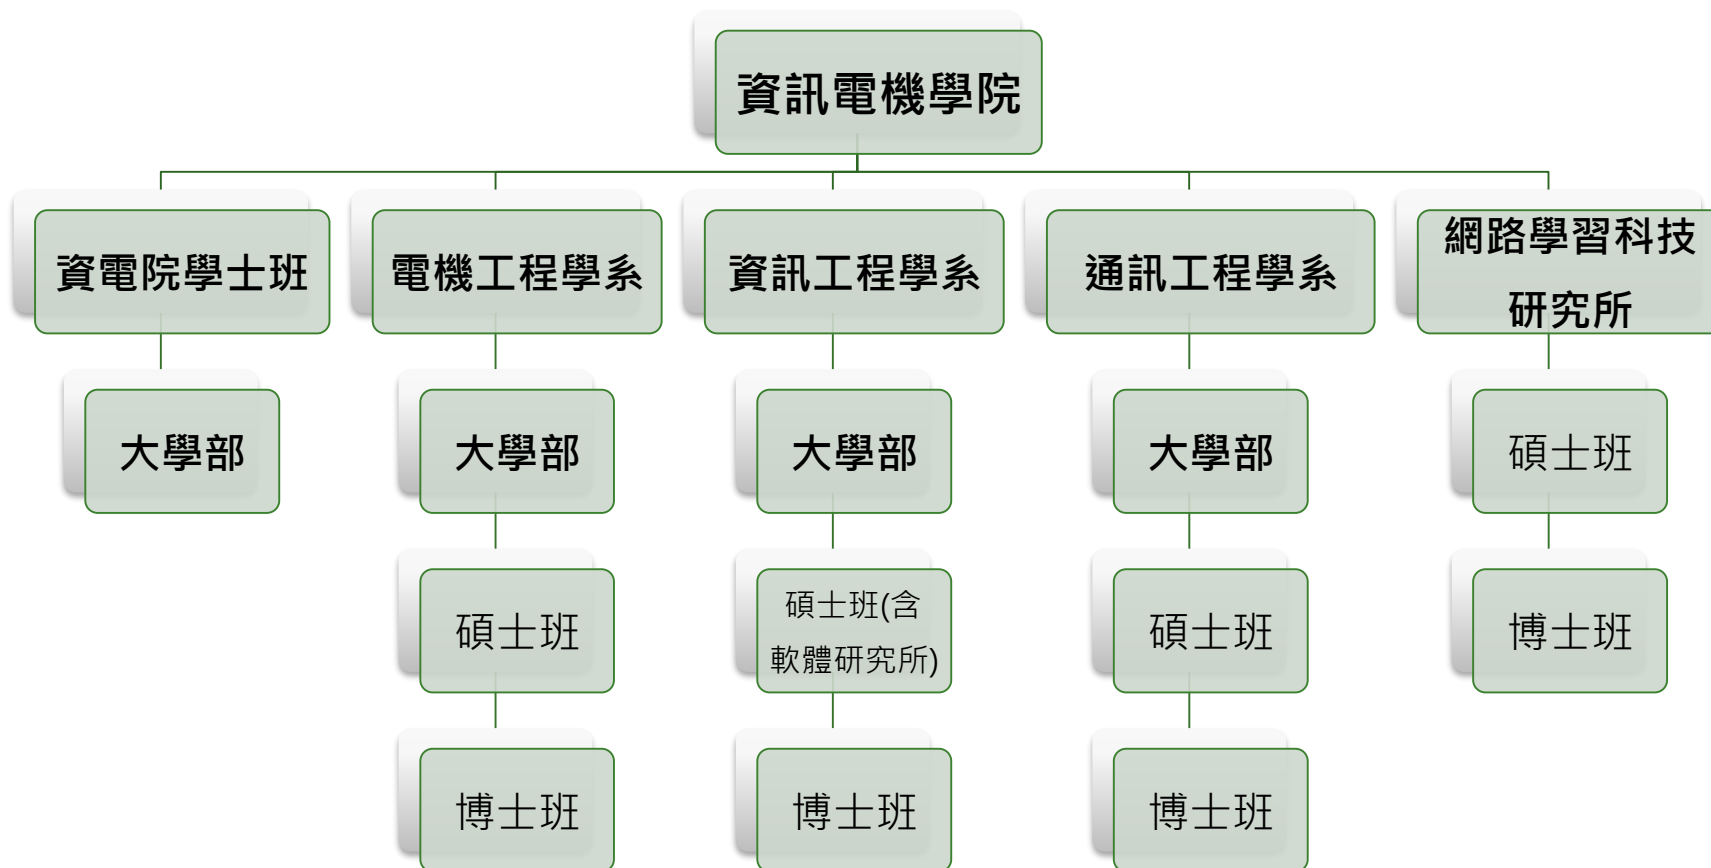 資訊電機學院
資電院學士班
電機工程學系
資訊工程學系
通訊工程學系
網路學習科技
研究所
大學部
大學部
大學部
大學部
碩士班
碩士班
碩士班(含
軟體研究所)
碩士班
博士班
博士班
博士班
博士班